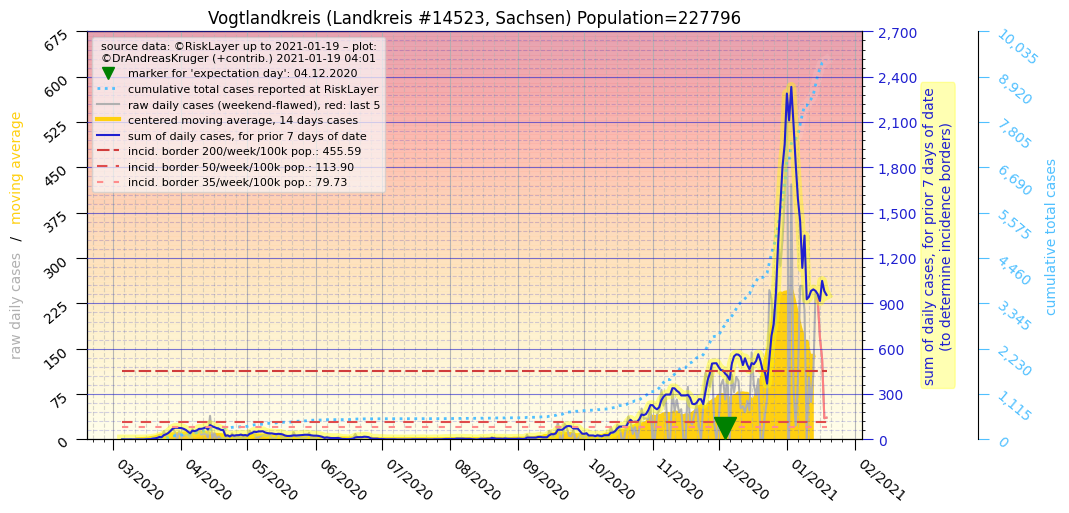 Vogtlandkreis (Landkreis #14523, Sachsen) Population=227796
source data: ©RiskLayer up to 2021-01-19 – plot:
©DrAndreasKruger (+contrib.) 2021-01-19 04:01
marker for 'expectation day': 04.12.2020
cumulative total cases reported at RiskLayer
raw daily cases (weekend-flawed), red: last 5
centered moving average, 14 days cases
sum of daily cases, for prior 7 days of date
incid. border 200/week/100k pop.: 455.59
incid. border 50/week/100k pop.: 113.90
incid. border 35/week/100k pop.: 79.73
raw daily cases / moving average
675
600
525
450
375
300
225
150
75
0
03/2020
04/2020
05/2020
06/2020
07/2020
08/2020
09/2020
10/2020
11/2020
12/2020
01/2021
02/2021
2,700
2,400
2,100
1,800
1,500
1,200
900
600
300
0
sum of daily cases, for prior 7 days of date
(to determine incidence borders)
10,035
8,920
7,805
6,690
5,575
4,460
3,345
2,230
1,115
0
cumulative total cases